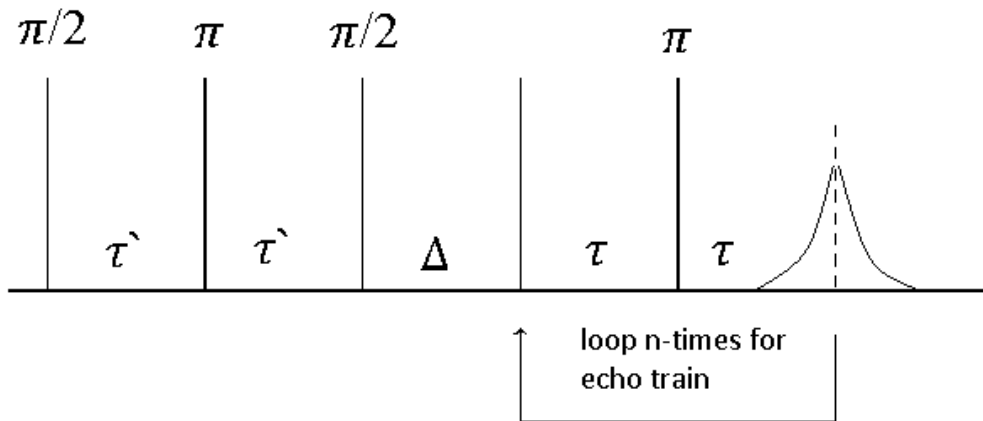 π/2 π π/2 π
τ` τ` Δ τ τ
loop n-times for
echo train